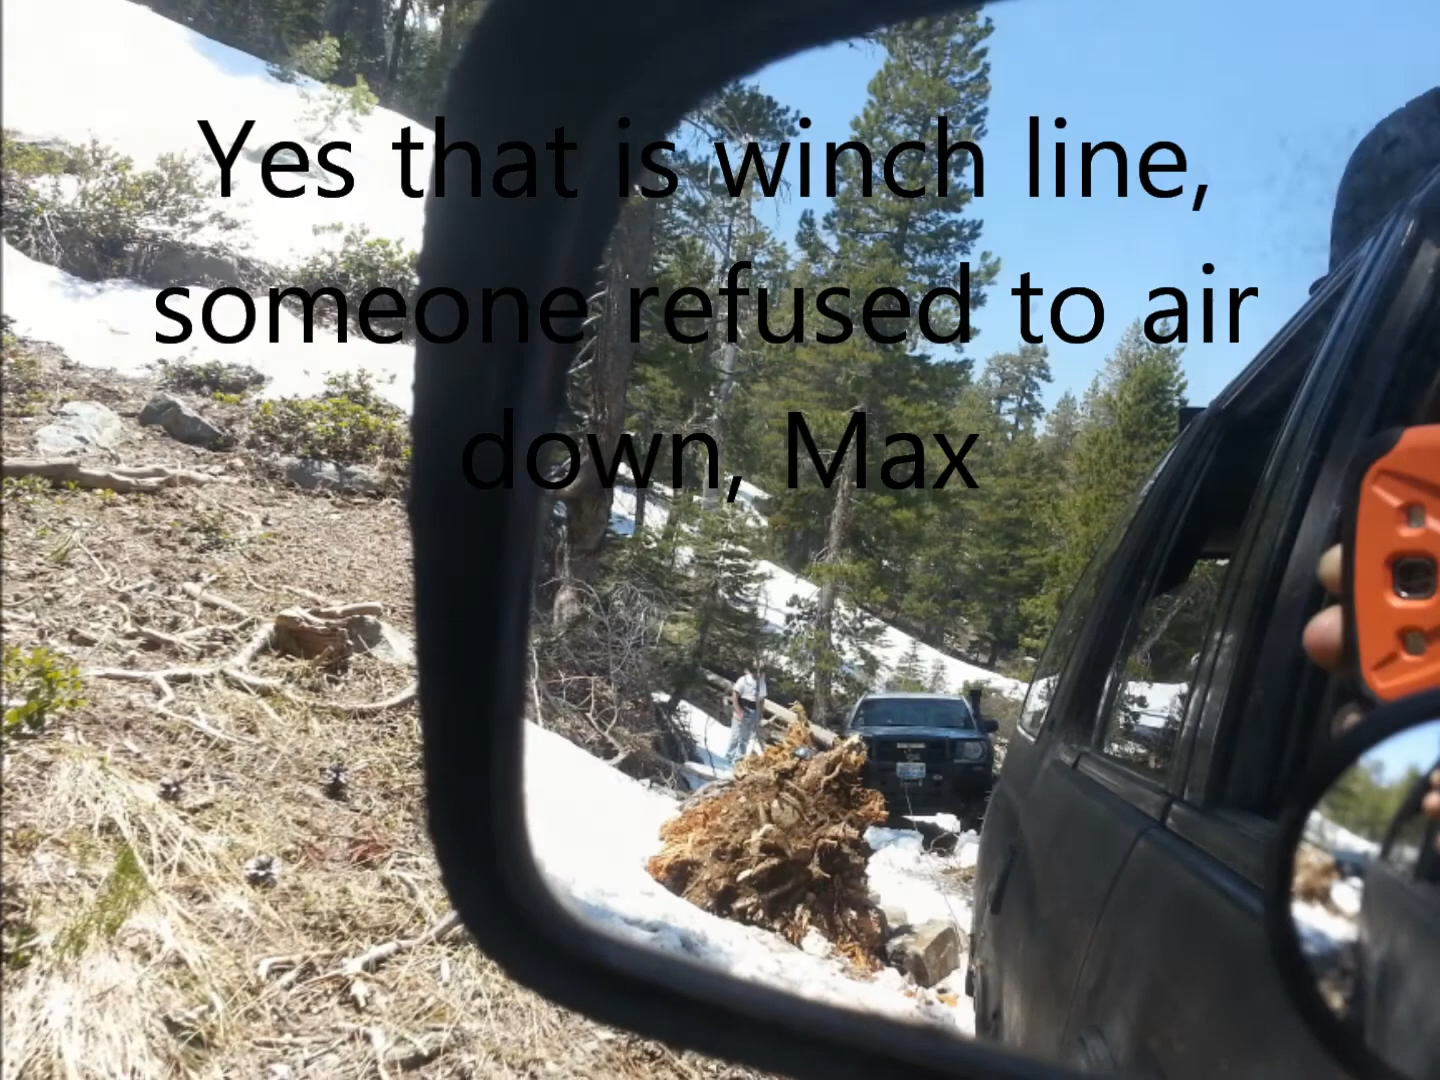 Yes that is winch line,
someone refused to air
down, Max